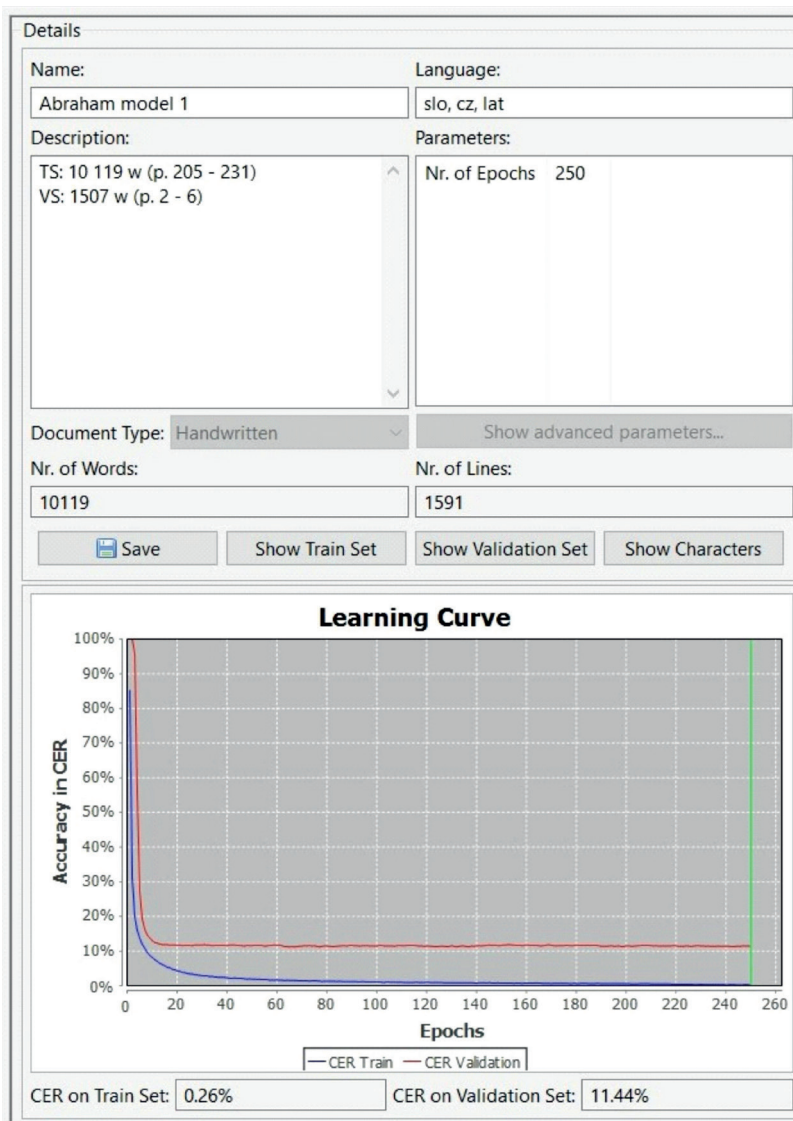 Details
Name:
Language:
Abraham model 1
slo, cz, lat
Description:
Parameters:
TS: 10 119 w (p. 205 - 231)
VS: 1507 w (p. 2 - 6)
Nr. of Epochs 250
Document Type: Handwritten
Show advanced parameters...
Nr. of Words:
Nr. of Lines:
10119
1591
Save Show Train Set Show Validation Set Show Characters
Learning Curve
100%
90%
80%
70%
60%
50%
40%
30%
20%
10%
0%
Accuracy in CER
0 20 40 60 80 100 120 140 160 180 200 220 240 260
Epochs
CER Train CER Validation
CER on Train Set: 0.26% CER on Validation Set: 11.44%